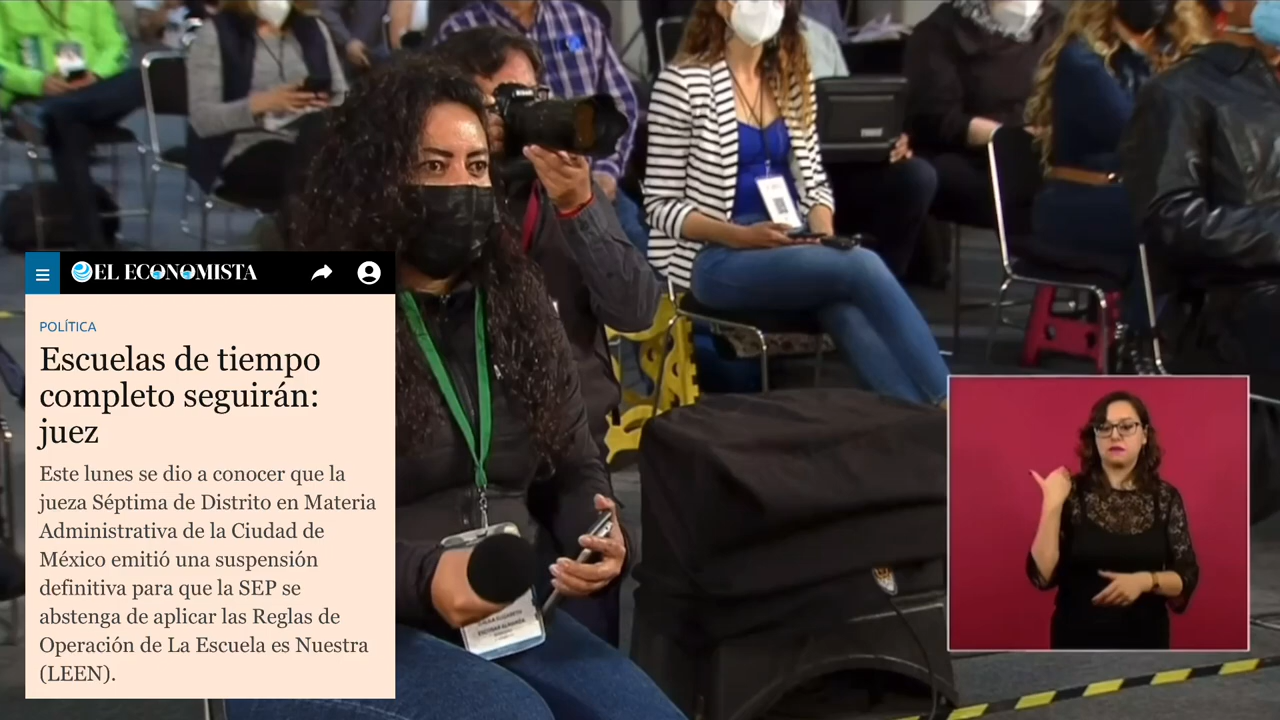 EL ECONOMISTA
POLÍTICA
Escuelas de tiempo
completo seguirán:
juez
Este lunes se dio a conocer que la
jueza Séptima de Distrito en Materia
Administrativa de la Ciudad de
México emitió una suspensión
definitiva para que la SEP se
abstenga de aplicar las Reglas de
Operación de La Escuela es Nuestra
(LEEN).